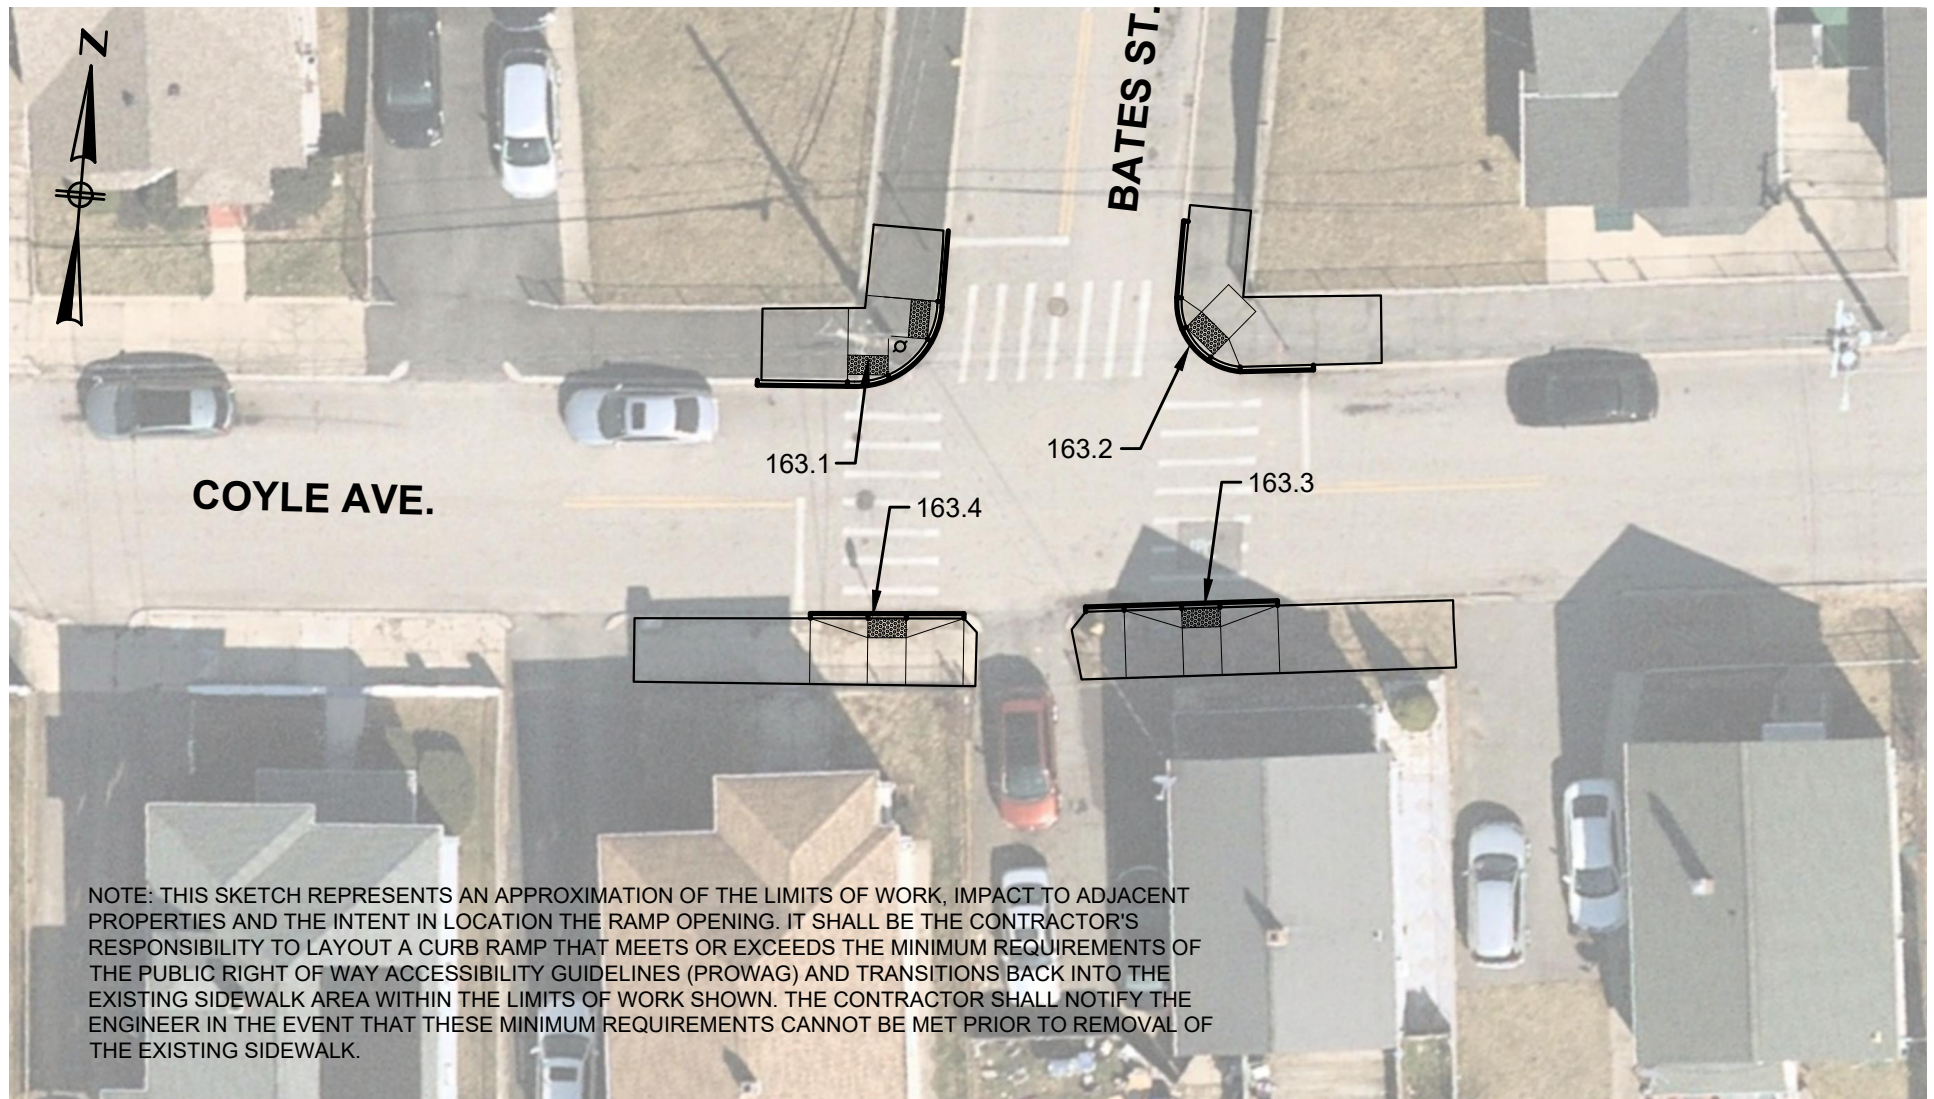 N
BATES ST.
163.1
163.2
163.3
COYLE AVE.
163.4
NOTE: THIS SKETCH REPRESENTS AN APPROXIMATION OF THE LIMITS OF WORK, IMPACT TO ADJACENT
PROPERTIES AND THE INTENT IN LOCATION THE RAMP OPENING. IT SHALL BE THE CONTRACTOR'S
RESPONSIBILITY TO LAYOUT A CURB RAMP THAT MEETS OR EXCEEDS THE MINIMUM REQUIREMENTS OF
THE PUBLIC RIGHT OF WAY ACCESSIBILITY GUIDELINES (PROWAG) AND TRANSITIONS BACK INTO THE
EXISTING SIDEWALK AREA WITHIN THE LIMITS OF WORK SHOWN. THE CONTRACTOR SHALL NOTIFY THE
ENGINEER IN THE EVENT THAT THESE MINIMUM REQUIREMENTS CANNOT BE MET PRIOR TO REMOVAL OF
THE EXISTING SIDEWALK.